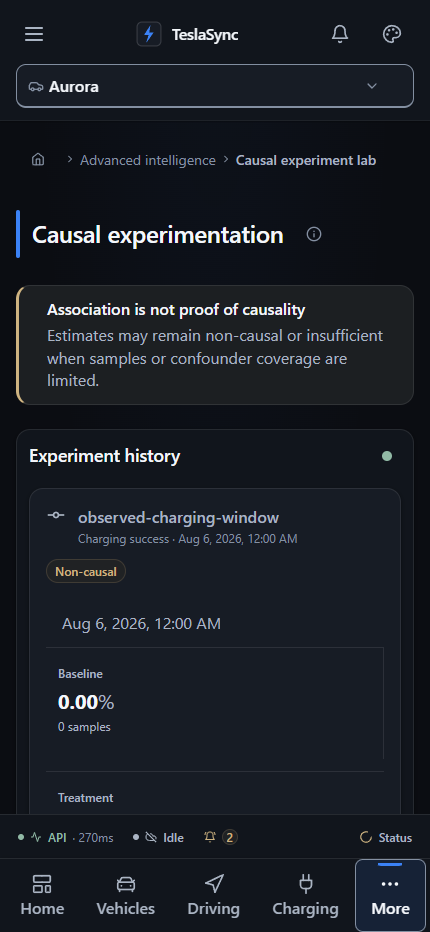 TeslaSync
Aurora
Advanced intelligence
Causal experiment lab
Causal experimentation
Association is not proof of causality
Estimates may remain non-causal or insufficient
when samples or confounder coverage are
limited.
Experiment history
observed-charging-window
Charging success · Aug 6, 2026, 12:00 AM
Non-causal
Aug 6, 2026, 12:00 AM
Baseline
0.00%
0 samples
Treatment
API · 270ms
Idle
2
Status
Home
Vehicles
Driving
Charging
More